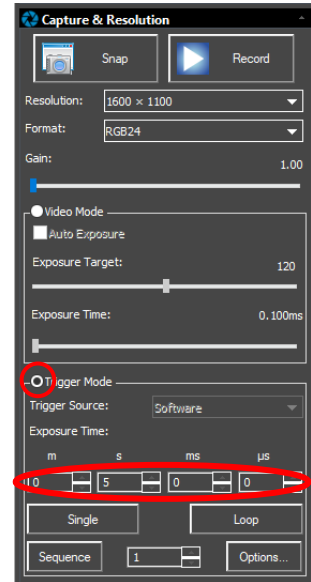 Capture & Resolution
Snap Record
Resolution: 1600 × 1100
Format: RGB24
Gain: 1.00
Video Mode
Auto Exposure
Exposure Target: 120
Exposure Time: 0.100ms
Trigger Mode
Trigger Source: Software
Exposure Time:
m s ms µs
0 5 0 0
Single Loop
Sequence 1 Options...